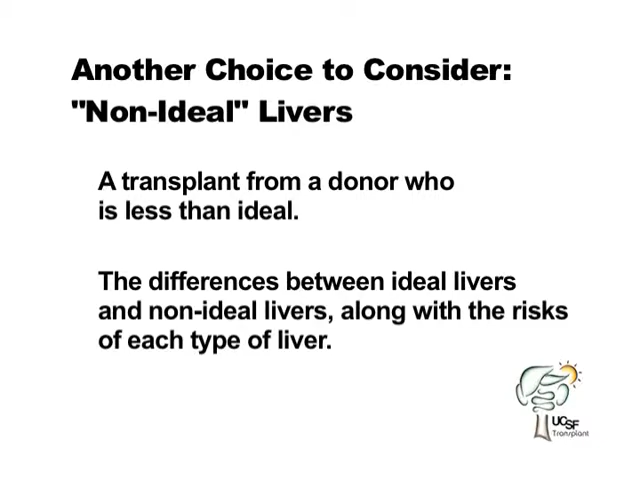 Another Choice to Consider:
"Non-Ideal" Livers
A transplant from a donor who
is less than ideal.
The differences between ideal livers
and non-ideal livers, along with the risks
of each type of liver.
UCSF
Transplant